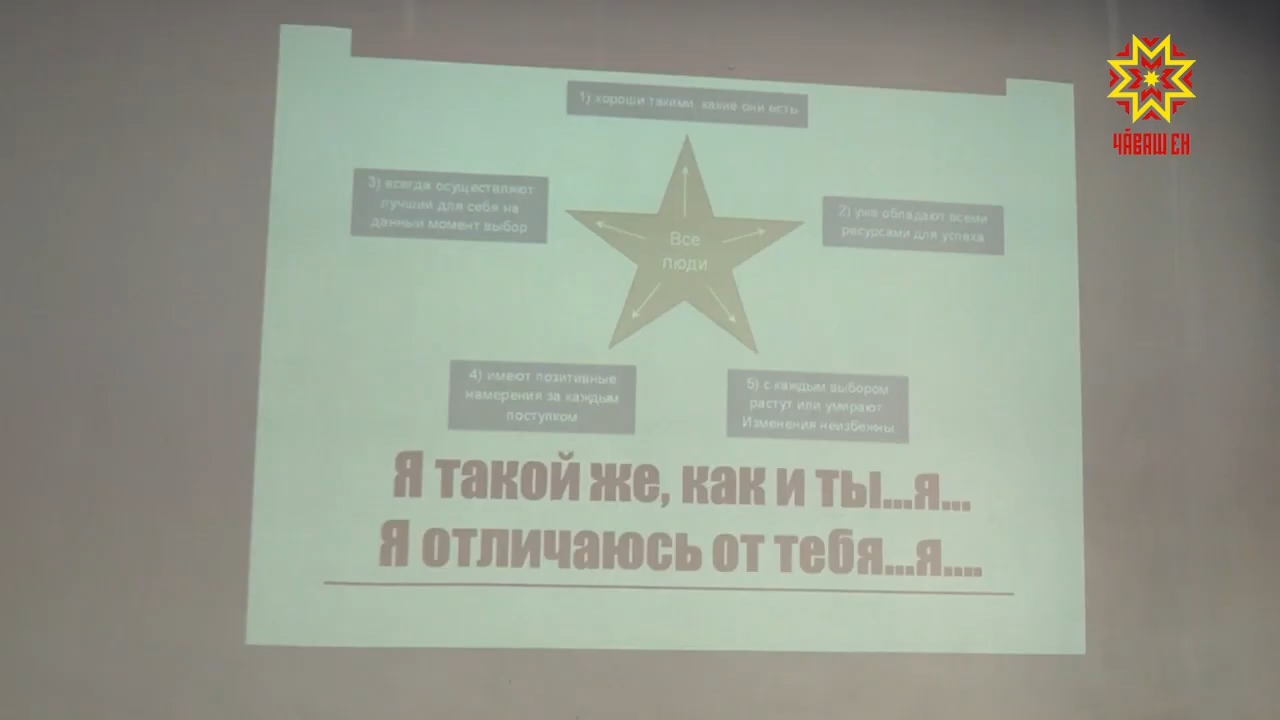 1) хороши такими, какие они есть
3) всегда осуществляют
лучший для себя на
данный момент выбор
2) уже обладают всеми
ресурсами для успеха
Все
люди
4) имеют позитивные
намерения за каждым
поступком
5) с каждым выбором
растут или умирают
Изменения неизбежны
Я такой же, как и ты...я...
Я отличаюсь от тебя...я....
ЧӐВАШ ЕН